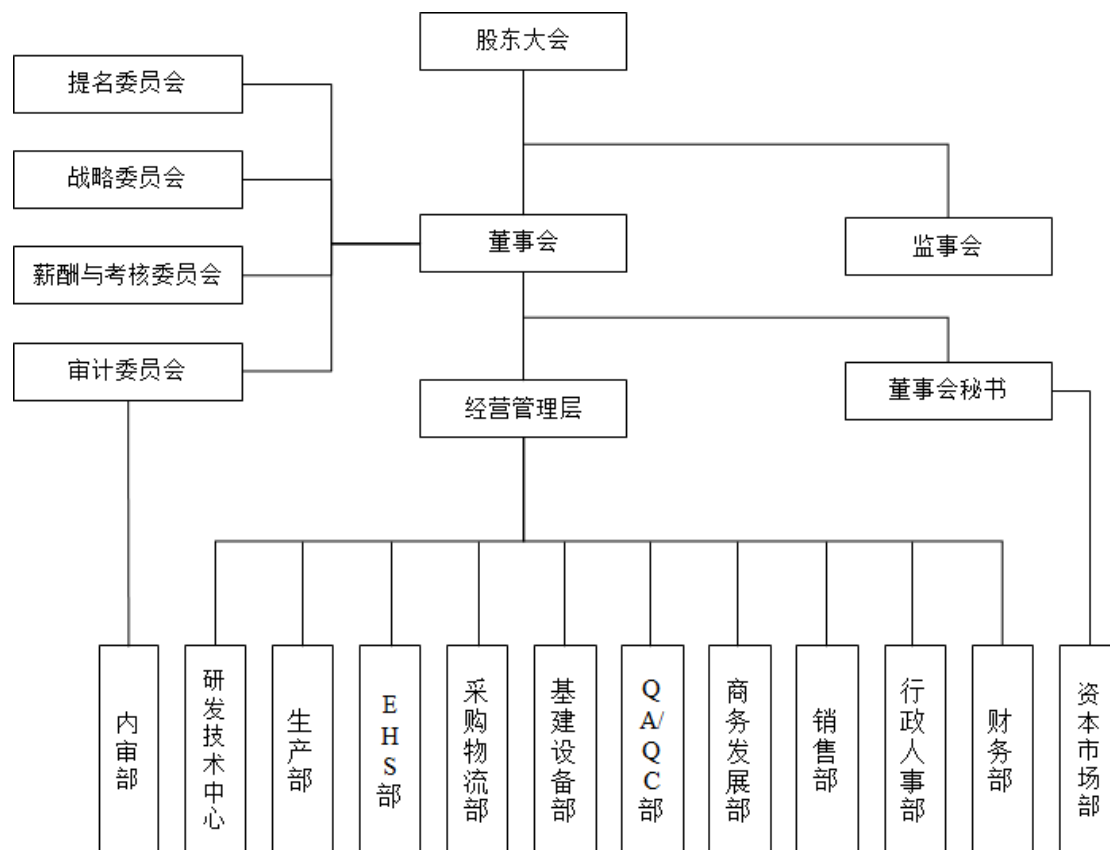 股东大会
提名委员会
战略委员会
董事会
监事会
薪酬与考核委员会
审计委员会
经营管理层
董事会秘书
内审部
研发技术中心
生产部
EHS部
采购物流部
基建设备部
QA/QC部
商务发展部
销售部
行政人事部
财务部
资本市场部